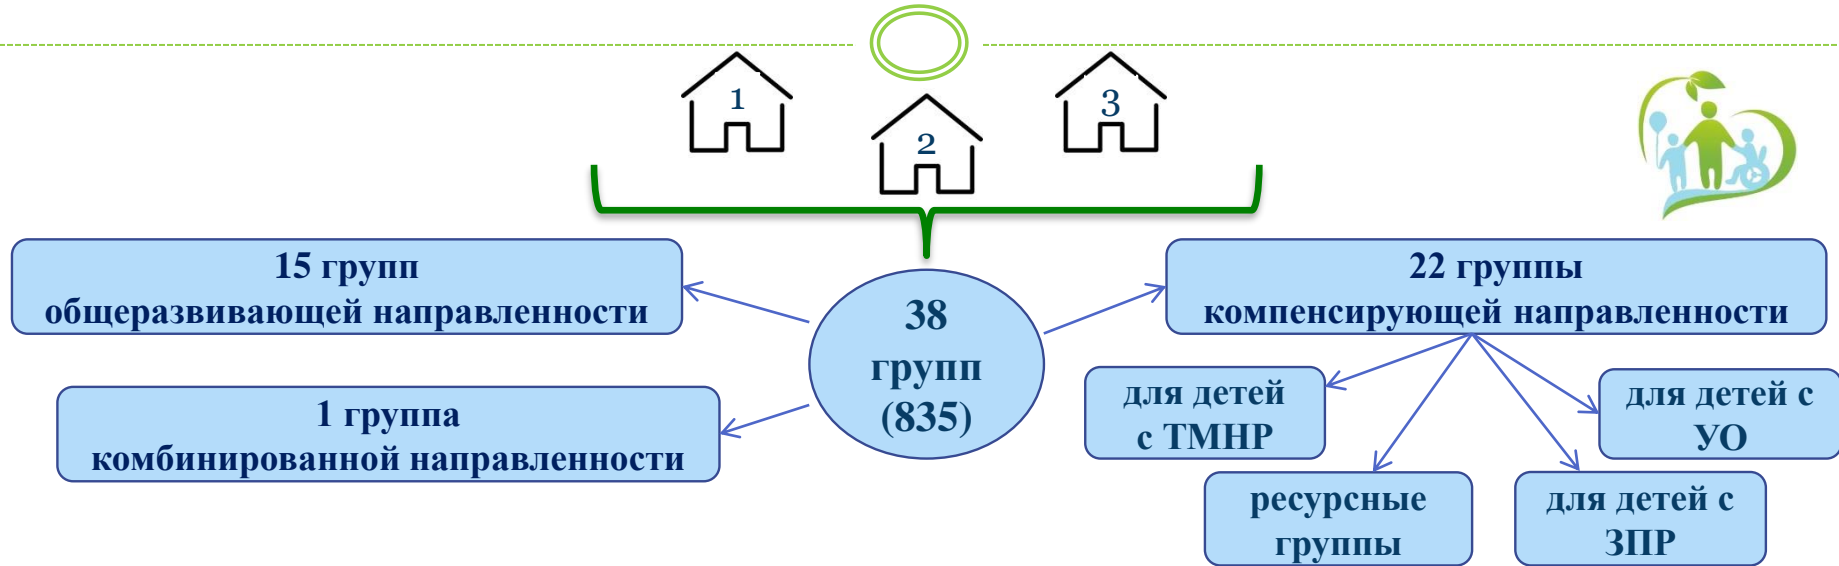 1
2
3
15 групп
общеразвивающей направленности
1 группа
комбинированной направленности
38
групп
(835)
22 группы
компенсирующей направленности
для детей
с ТМНР
ресурсные
группы
для детей с
ЗПР
для детей с
УО